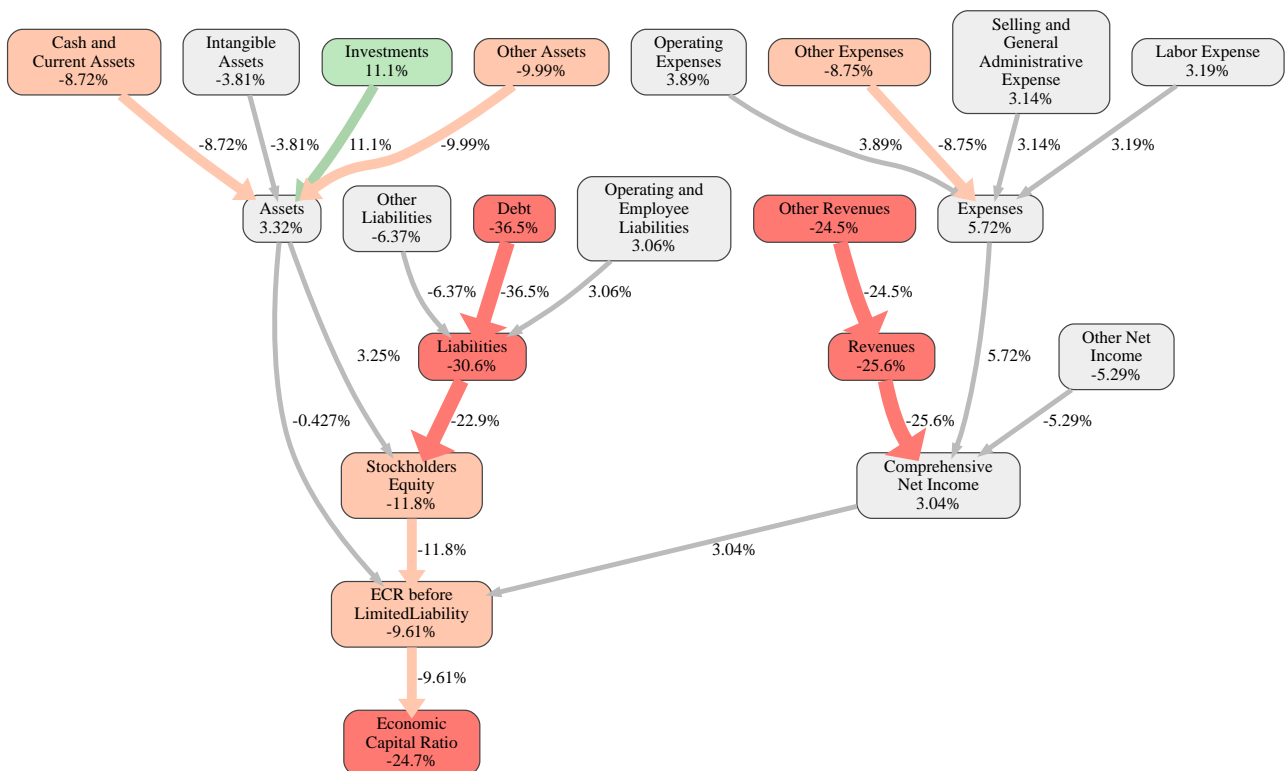 Cash and
Current Assets
-8.72%
Intangible
Assets
-3.81%
Investments
11.1%
Other Assets
-9.99%
Operating
Expenses
3.89%
Other Expenses
-8.75%
Selling and
General
Administrative
Expense
3.14%
Labor Expense
3.19%
-8.72%
-3.81%
11.1%
-9.99%
3.89%
-8.75%
3.14%
3.19%
Assets
3.32%
Other
Liabilities
-6.37%
Debt
-36.5%
Operating and
Employee
Liabilities
3.06%
Other Revenues
-24.5%
Expenses
5.72%
-6.37%
-36.5%
3.06%
-24.5%
Liabilities
-30.6%
Revenues
-25.6%
Other Net
Income
-5.29%
3.25%
5.72%
-0.427%
-22.9%
-25.6%
-5.29%
Stockholders
Equity
-11.8%
Comprehensive
Net Income
3.04%
-11.8%
3.04%
ECR before
LimitedLiability
-9.61%
-9.61%
Economic
Capital Ratio
-24.7%